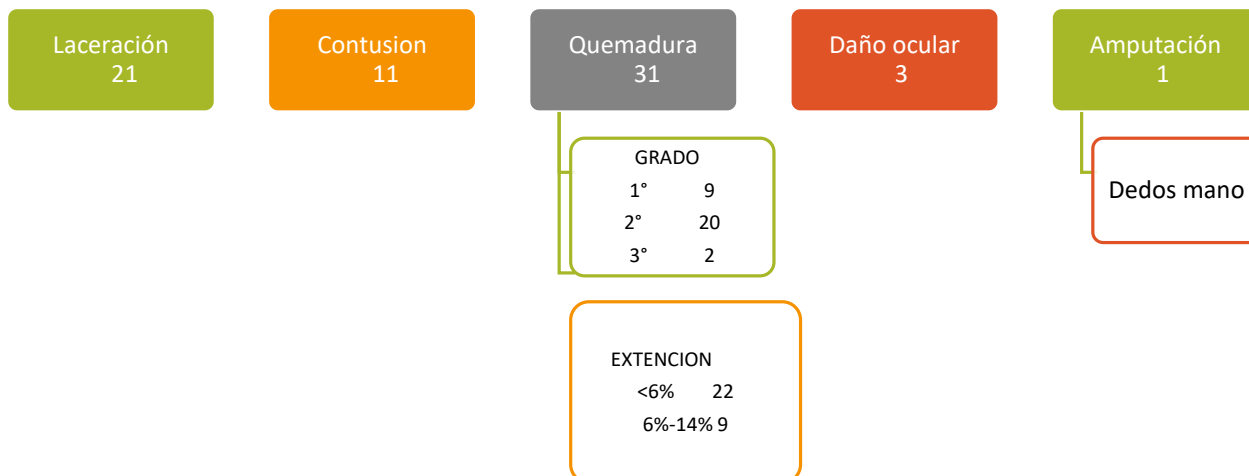 Laceración
21
Contusion
11
Quemadura
31
Daño ocular
3
Amputación
1
GRADO
1° 9
2° 20
3° 2
EXTENCION
<6% 22
6%-14% 9
Dedos mano